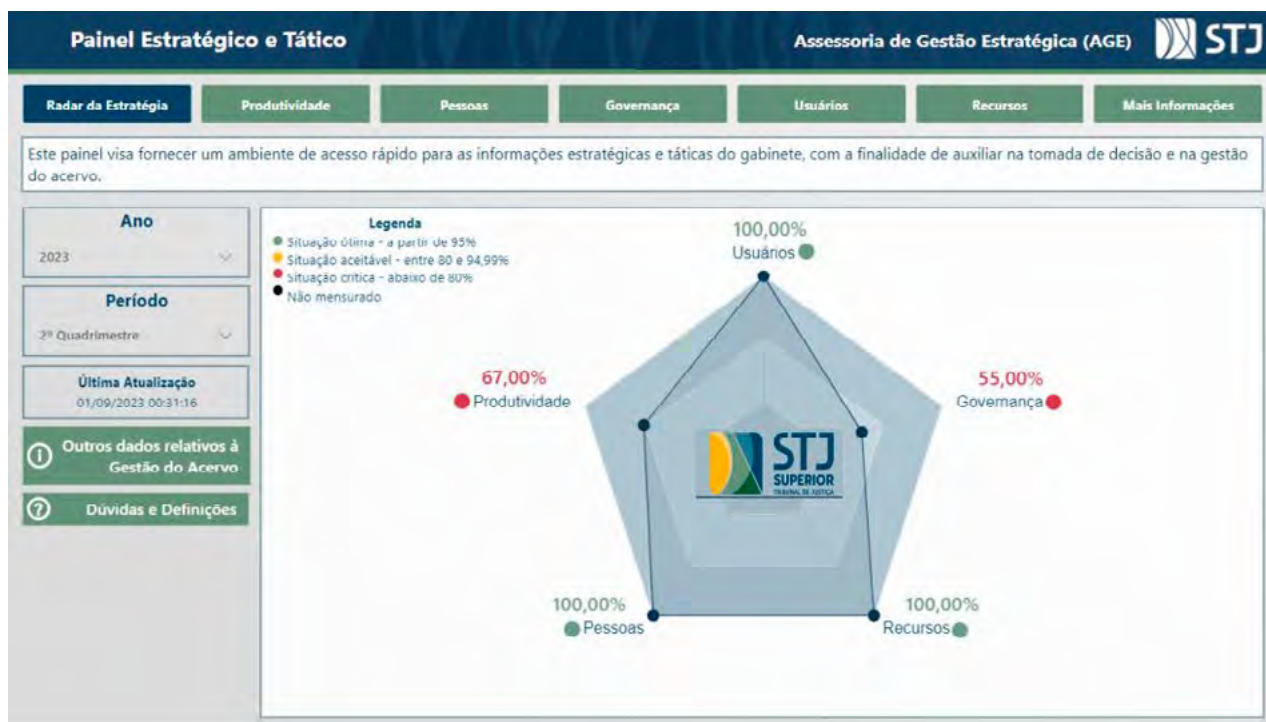 Painel Estratégico e Tático
Assessoria de Gestão Estratégica (AGE)
STJ
Radar da Estratégia
Produtividade
Pessoas
Governança
Usuários
Recursos
Mais Informações
Este painel visa fornecer um ambiente de acesso rápido para as informações estratégicas e táticas do gabinete, com a finalidade de auxiliar na tomada de decisão e na gestão
do acervo.
Ano
2023
Período
2º Quadrimestre
Última Atualização
01/09/2023 00:31:16
Outros dados relativos à
Gestão do Acervo
Dúvidas e Definições
Legenda
Situação ótima - a partir de 95%
Situação aceitável - entre 80 e 94,99%
Situação crítica - abaixo de 80%
Não mensurado
100,00%
Usuários
67,00%
Produtividade
55,00%
Governança
STJ
SUPERIOR
TRIBUNAL DE JUSTIÇA
100,00%
Pessoas
100,00%
Recursos